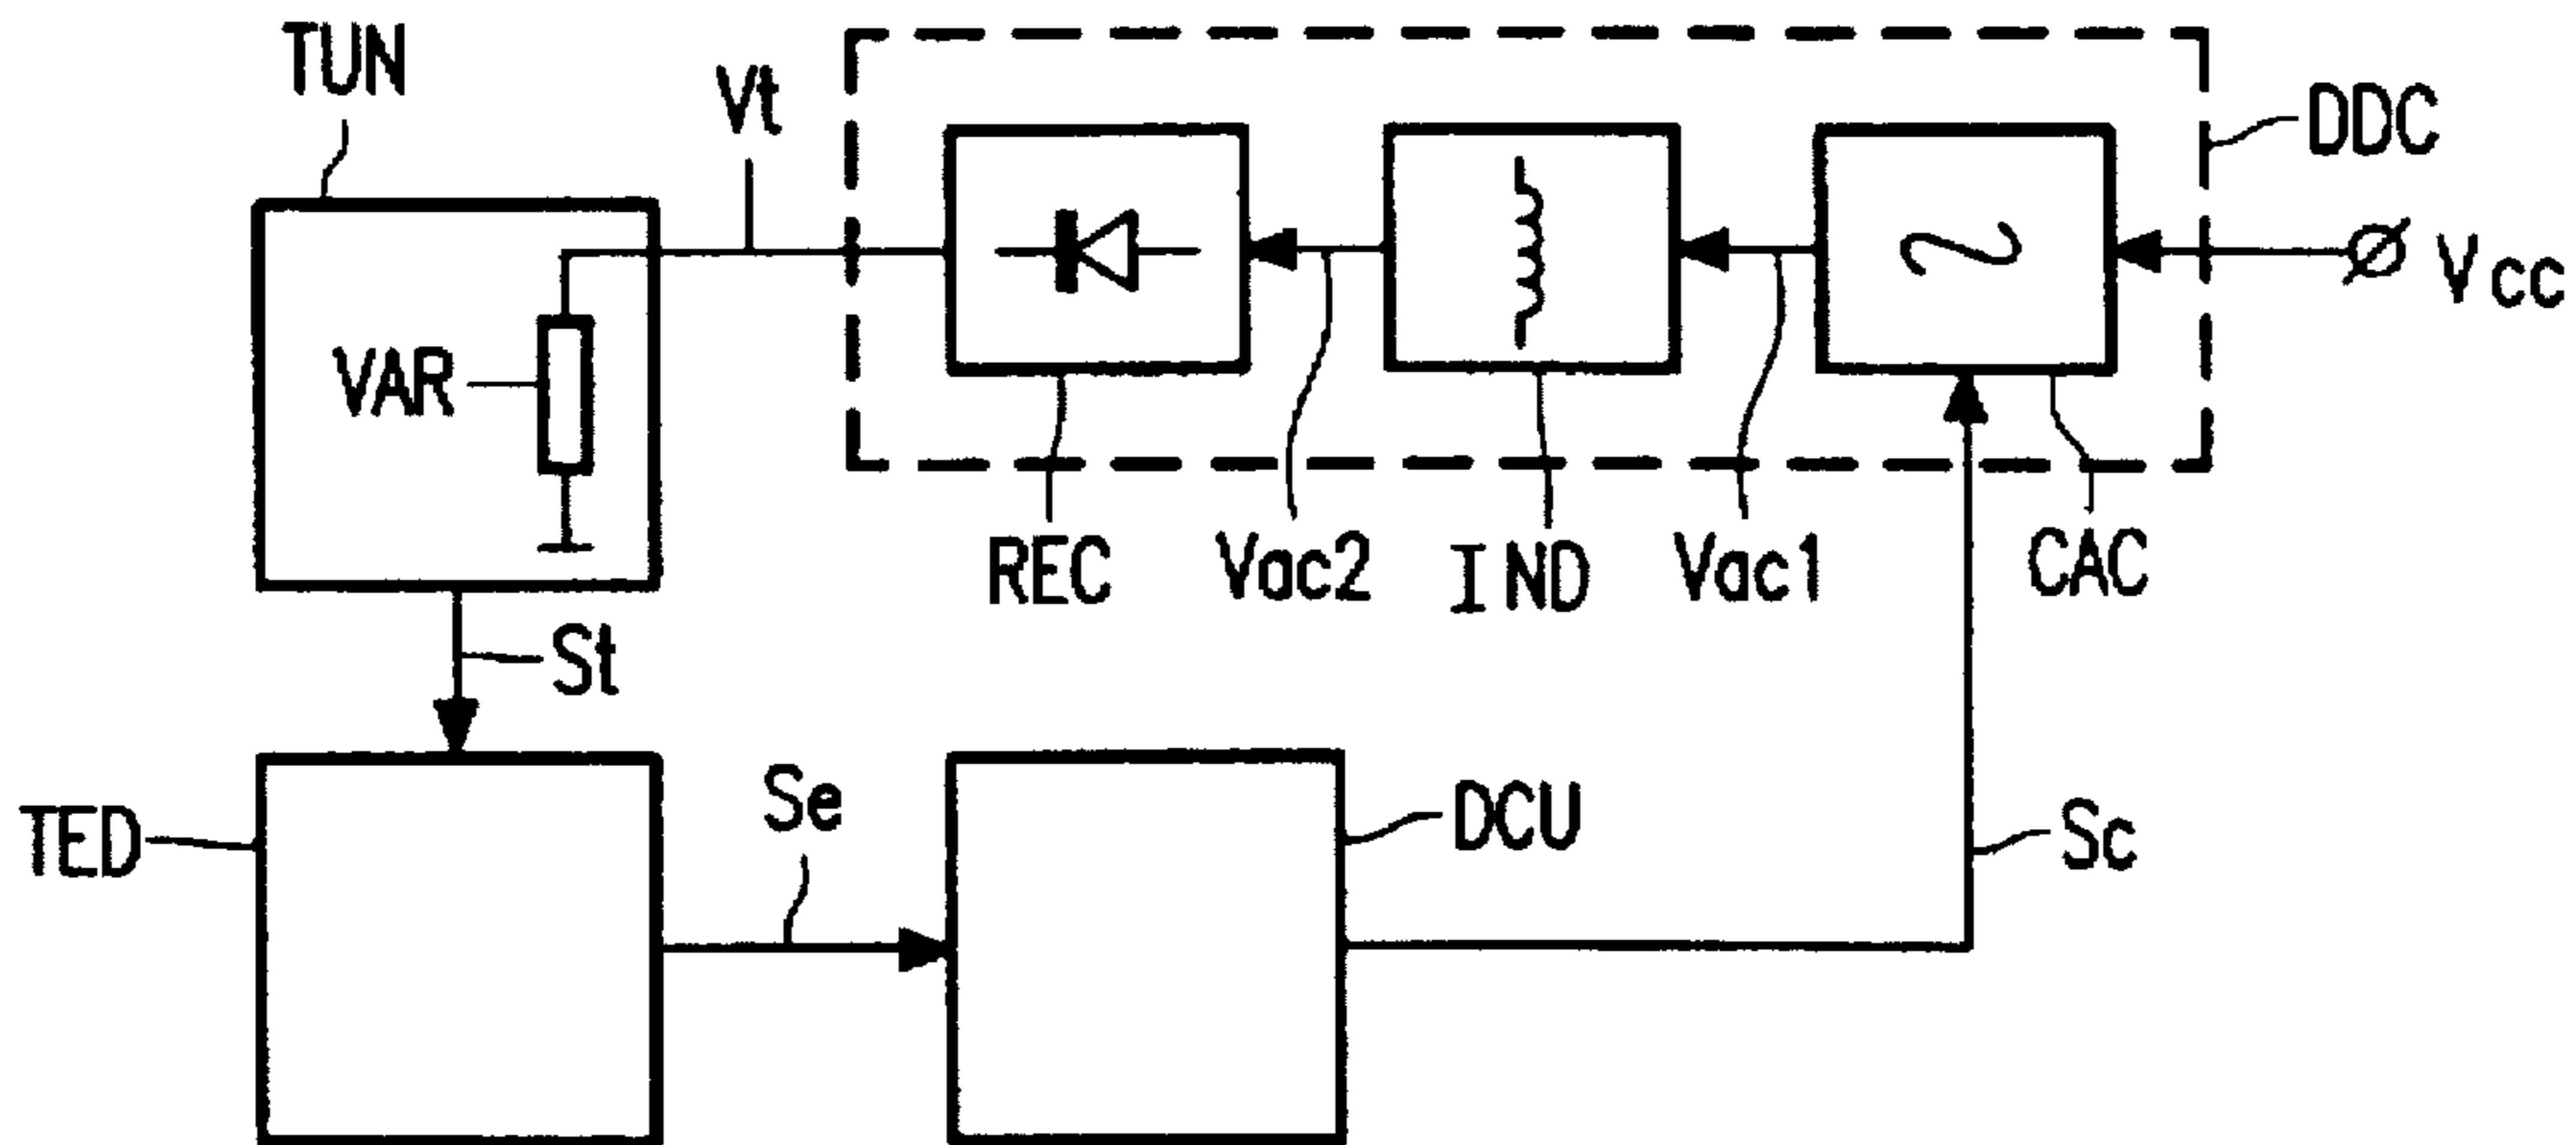 TUN
Vt
DDC
Vcc
VAR
REC
Vac2
IND
Vac1
CAC
St
TED
Se
DCU
Sc